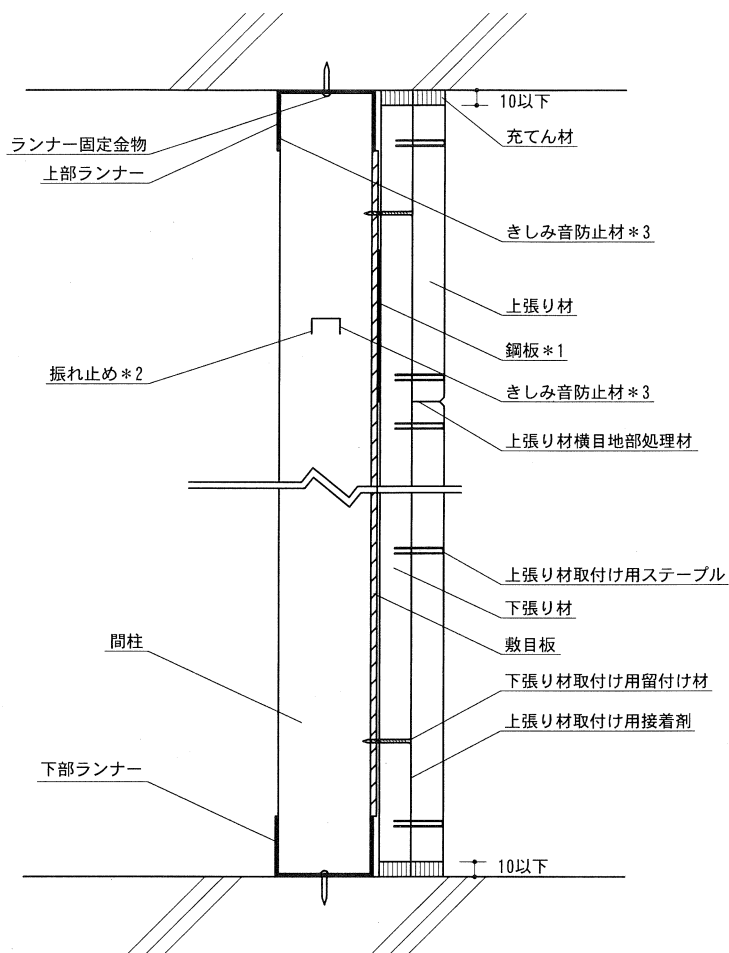 10以下
充てん材
ランナー固定金物
上部ランナー
きしみ音防止材*3
上張り材
鋼板*1
振れ止め*2
きしみ音防止材*3
上張り材横目地部処理材
上張り材取付け用ステープル
下張り材
敷目板
間柱
下張り材取付け用留付け材
上張り材取付け用接着剤
下部ランナー
10以下